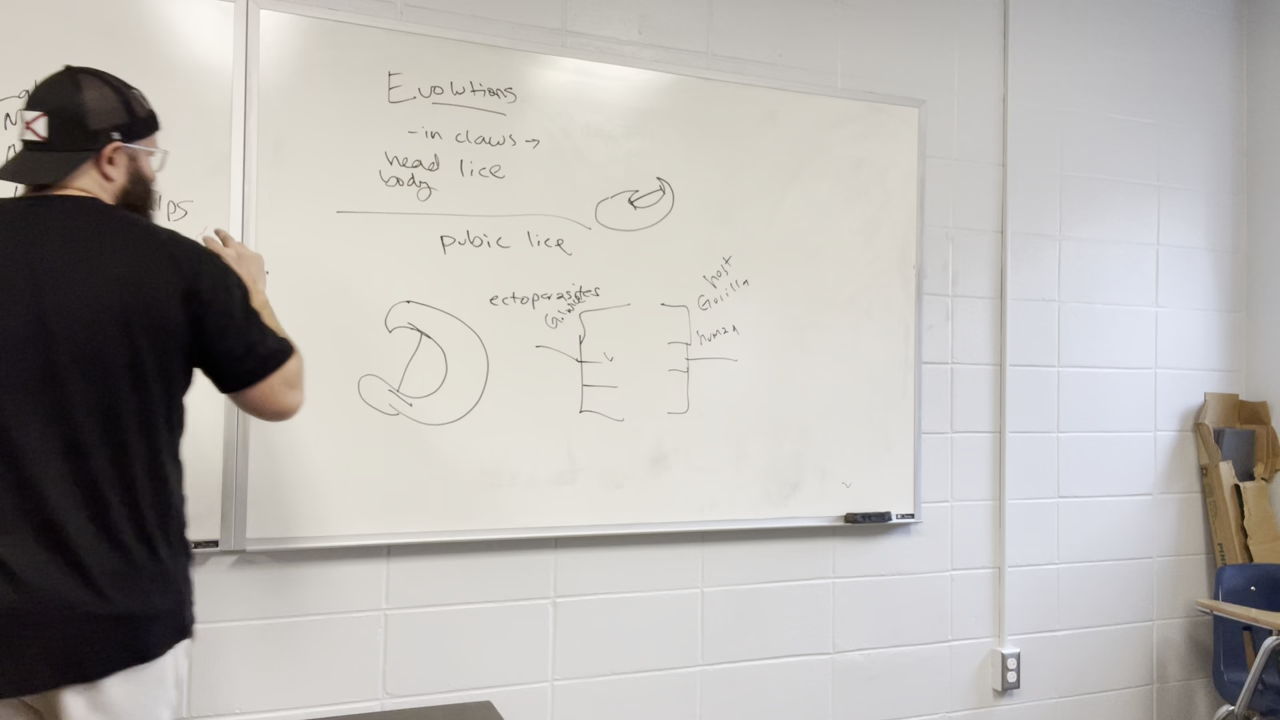 Evolutions
-in claws →
head lice
body
pubic lice
ectoparasites
host
Gorilla
human